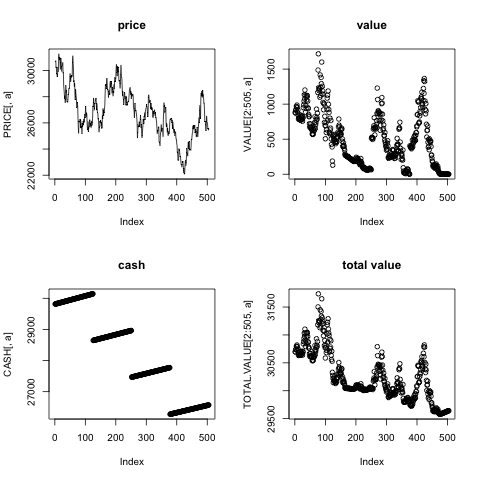 price
PRICE[, a]
22000 26000 30000
0 100 200 300 400 500
Index
value
VALUE[2:505, a]
0 500 1000 1500
0 100 200 300 400 500
Index
cash
CASH[, a]
27000 29000
0 100 200 300 400 500
Index
total value
TOTAL.VALUE[2:505, a]
29500 30500 31500
0 100 200 300 400 500
Index